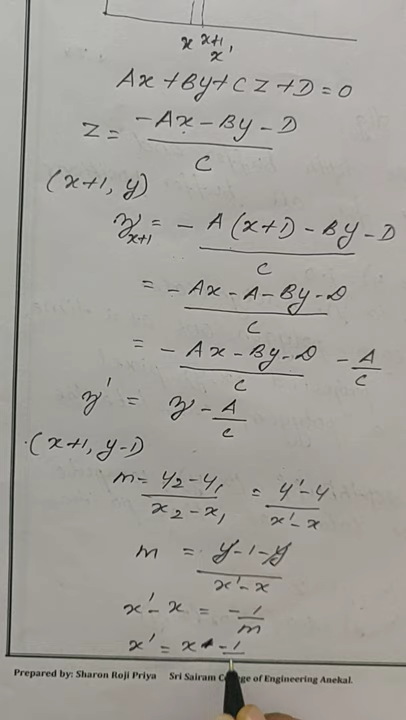 x x+1,
x
Ax + By + CZ + D = 0
Z = -Ax - By - D / C
(x+1, y)
z x+1 = - A(x+1) - By - D / C
= - Ax - A - By - D / C
= - Ax - By - D / C - A/C
z' = z - A/C
(x+1, y-1)
m = y2 - y1 / x2 - x1 = y' - y / x' - x
m = y - 1 - y / x' - x
x' - x = -1/m
x' = x - 1
Prepared by: Sharon Roji Priya Sri Sairam College of Engineering Anekal.